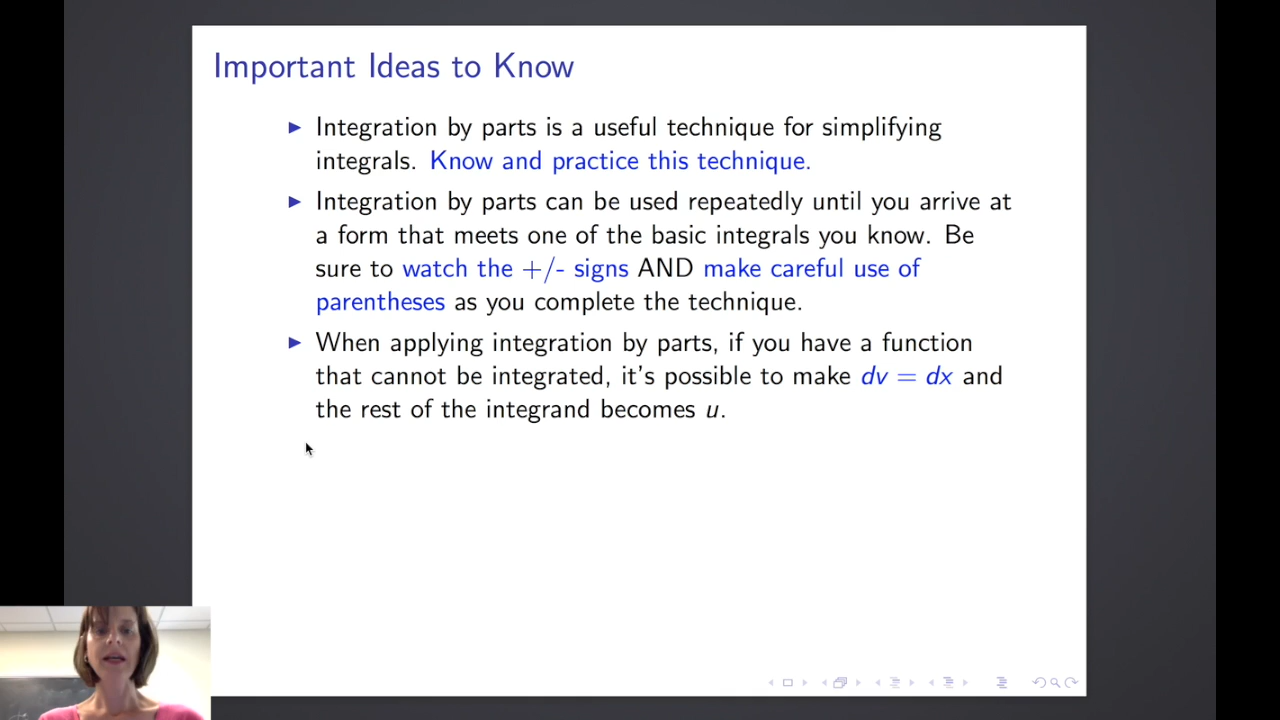 Important Ideas to Know
Integration by parts is a useful technique for simplifying
integrals. Know and practice this technique.
Integration by parts can be used repeatedly until you arrive at
a form that meets one of the basic integrals you know. Be
sure to watch the +/- signs AND make careful use of
parentheses as you complete the technique.
When applying integration by parts, if you have a function
that cannot be integrated, it's possible to make dv = dx and
the rest of the integrand becomes u.